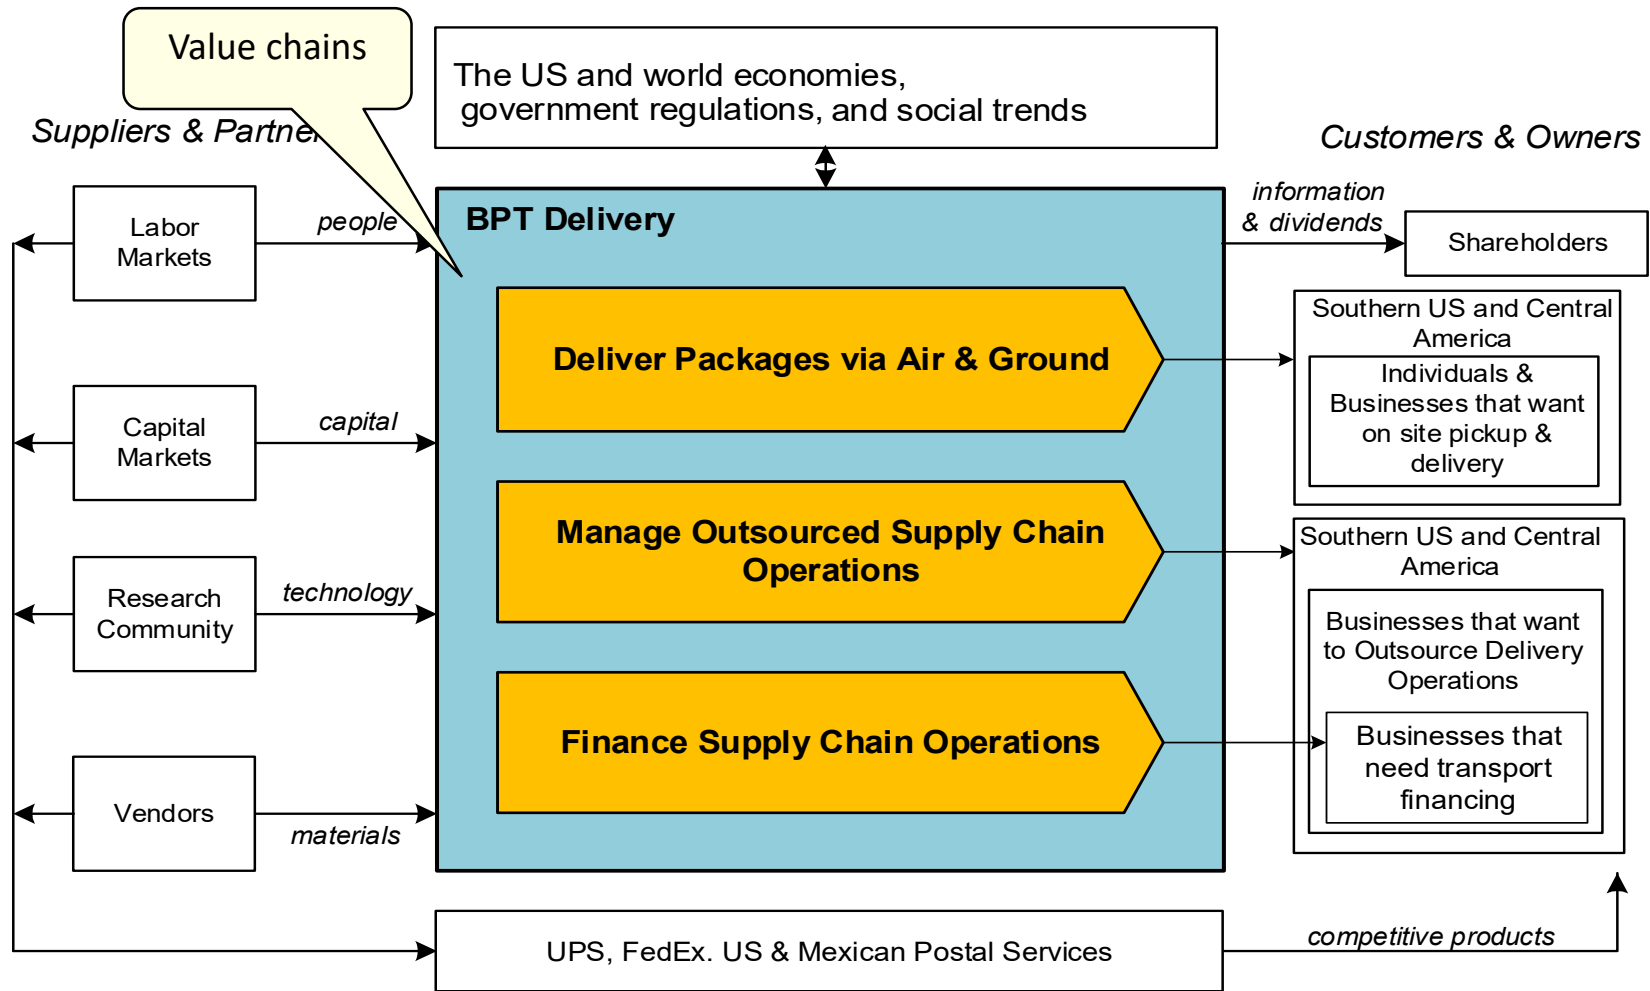 Value chains
The US and world economies,
government regulations, and social trends
Suppliers & Partner
Customers & Owners
Labor
Markets
people
BPT Delivery
information
& dividends
Shareholders
Deliver Packages via Air & Ground
Southern US and Central
America
Individuals &
Businesses that want
on site pickup &
delivery
Capital
Markets
capital
Manage Outsourced Supply Chain
Operations
Southern US and Central
America
Research
Community
technology
Businesses that want
to Outsource Delivery
Operations
Finance Supply Chain Operations
Businesses that
need transport
financing
Vendors
materials
UPS, FedEx. US & Mexican Postal Services
competitive products